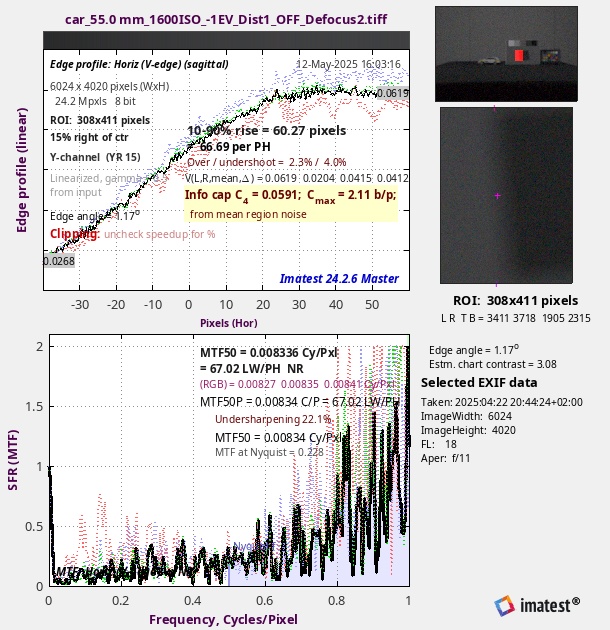 car_55.0 mm_1600ISO_-1EV_Dist1_OFF_Defocus2.tiff
Edge profile: Horiz (V-edge) (sagittal)
12-May-2025 16:03:16
6024 x 4020 pixels (WxH)
24.2 Mpxls   8 bit
0.0619
ROI:  308x411 pixels
15% right of ctr
10-90% rise = 60.27 pixels
66.69 per PH
Y-channel  (YR 15)
Over / undershoot =  2.3% /  4.0%
Linearized, gamma
from input
V(L,R,mean,Δ) = 0.0619  0.0204  0.0415  0.0412
Info cap C4 = 0.0591;  Cmax = 2.11 b/p;
from mean region noise
Edge angle = 1.17o
Clipping: uncheck speedup for %
0.0268
Imatest 24.2.6 Master
Edge profile (linear)
-30 -20 -10 0 10 20 30 40 50
Pixels (Hor)
ROI:  308x411 pixels
L R  T B = 3411 3718  1905 2315
Edge angle = 1.17o
Estm. chart contrast = 3.08
Selected EXIF data
Taken: 2025:04:22 20:44:24+02:00
ImageWidth:  6024
ImageHeight:  4020
FL:   18
Aper:  f/11
MTF50 = 0.008336 Cy/Pxl
= 67.02 LW/PH  NR
(RGB) = 0.00827  0.00835  0.00841 Cy/Pxl
MTF50P = 0.00834 C/P = 67.02 LW/PH
Undersharpening 22.1%
MTF50 = 0.00834 Cy/Pxl
MTF at Nyquist = 0.228
SFR (MTF)
2
1.5
1
0.5
0
0 0.2 0.4 0.6 0.8 1
Frequency, Cycles/Pixel
imatest®